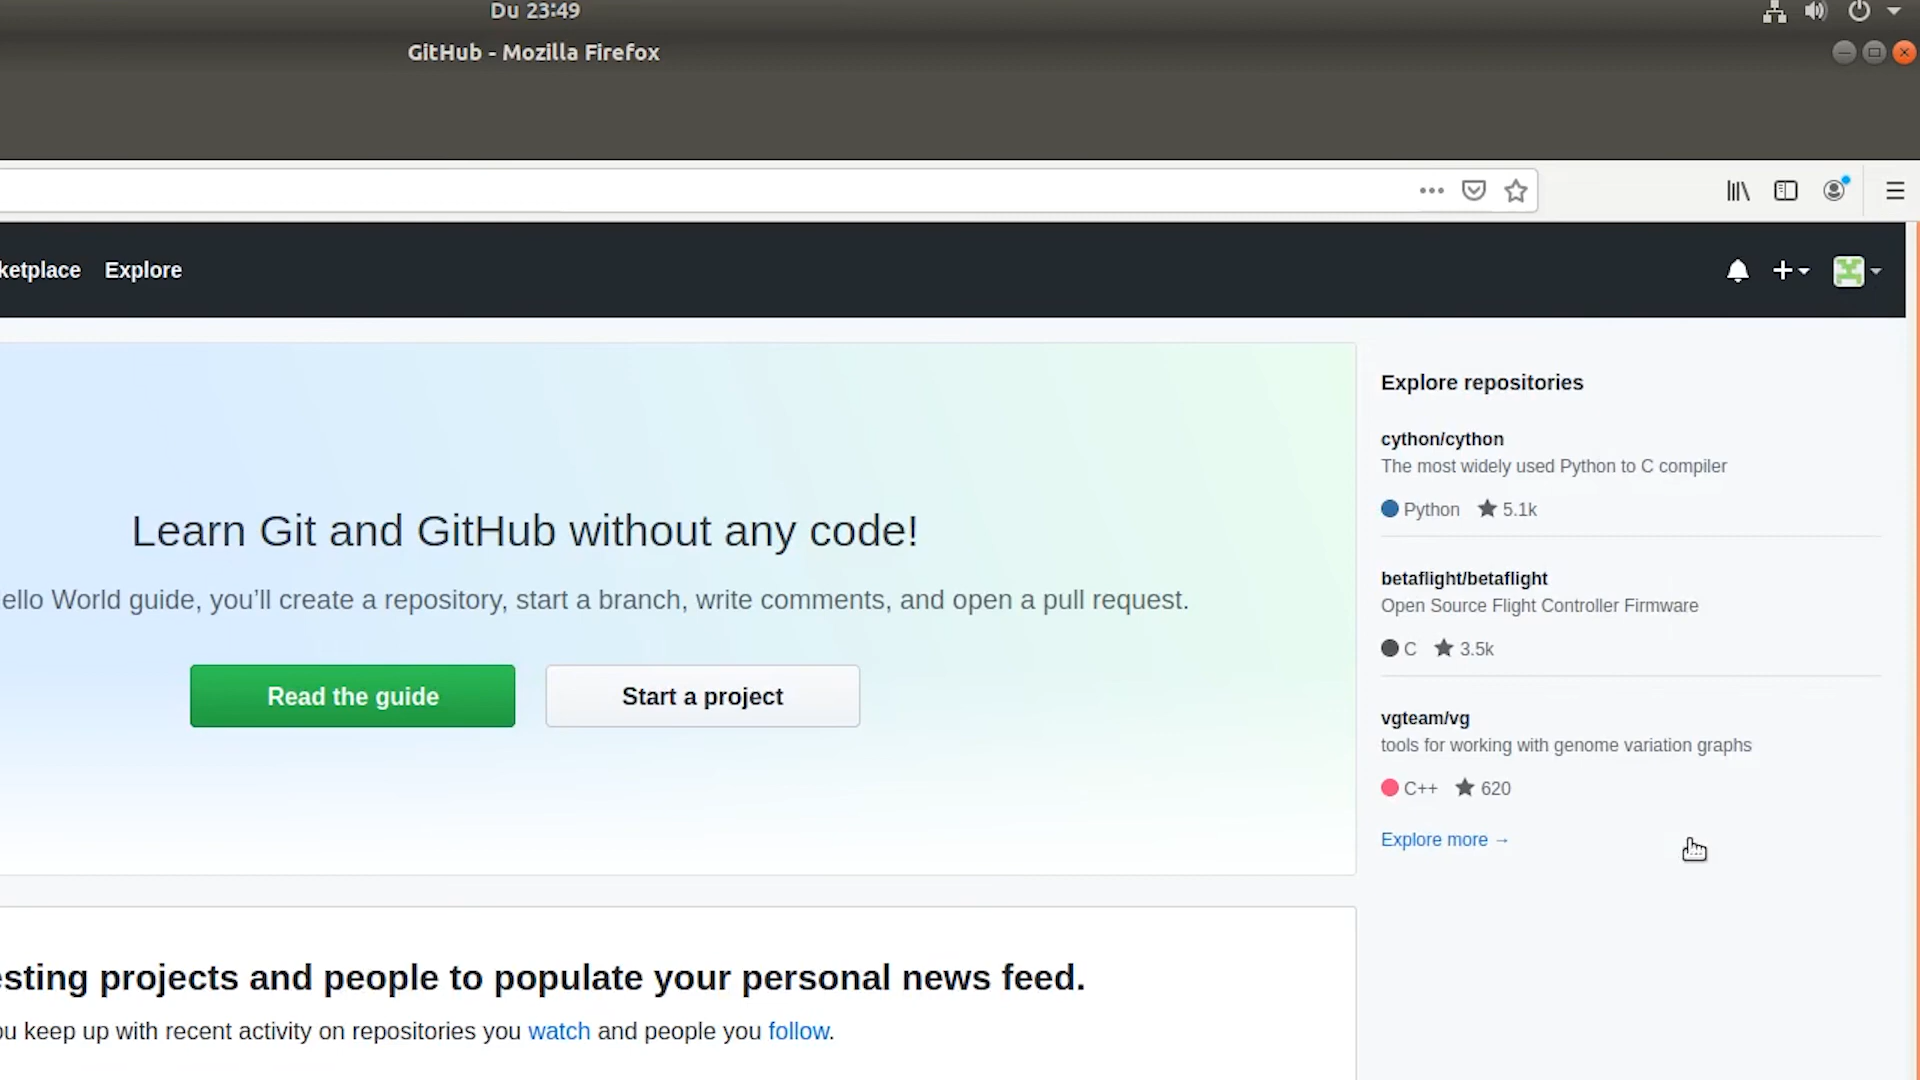 Du 23:49
GitHub - Mozilla Firefox
ketplace Explore
Explore repositories
cython/cython
The most widely used Python to C compiler
Python 5.1k
betaflight/betaflight
Open Source Flight Controller Firmware
C 3.5k
vgteam/vg
tools for working with genome variation graphs
C++ 620
Explore more →
Learn Git and GitHub without any code!
ello World guide, you’ll create a repository, start a branch, write comments, and open a pull request.
Read the guide Start a project
esting projects and people to populate your personal news feed.
ou keep up with recent activity on repositories you watch and people you follow.